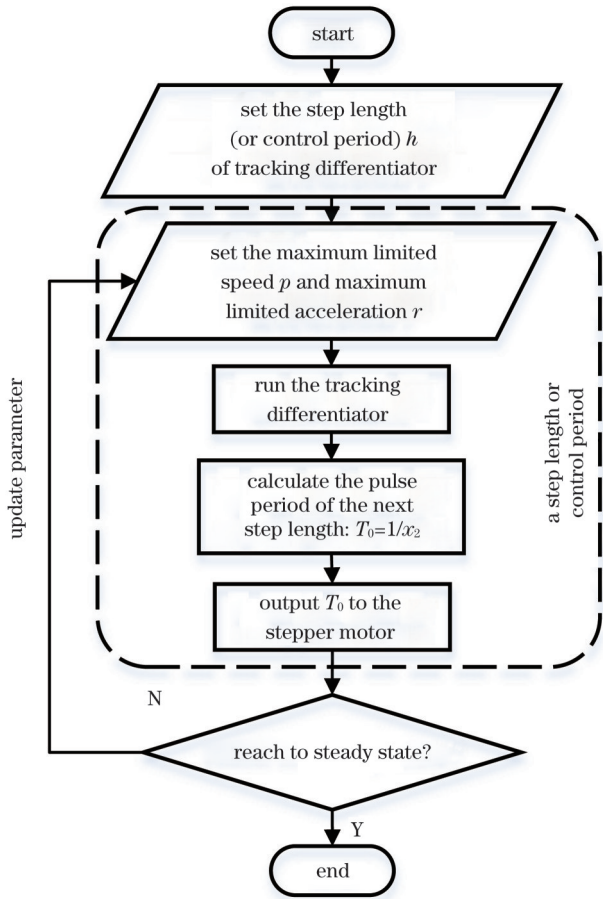 start
set the step length
(or control period) h
of tracking differentiator
set the maximum limited
speed p and maximum
limited acceleration r
run the tracking
differentiator
calculate the pulse
period of the next
step length: T₀=1/x₂
output T₀ to the
stepper motor
a step length or
control period
update parameter
N
reach to steady state?
Y
end